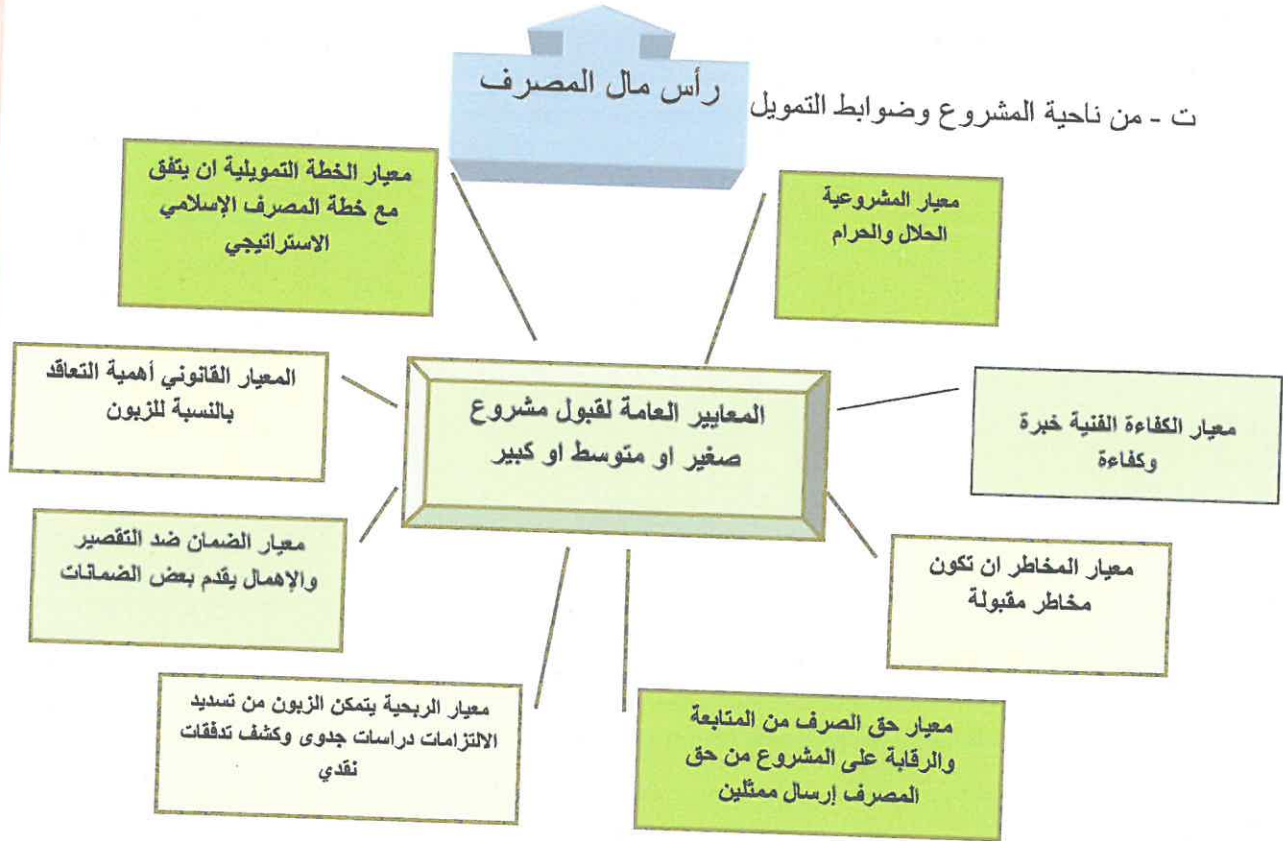 رأس مال المصرف
ت - من ناحية المشروع وضوابط التمويل
معيار المشروعية
الحلال والحرام
معيار الخطة التمويلية ان يتفق
مع خطة المصرف الإسلامي
الاستراتيجي
المعيار القانوني أهمية التعاقد
بالنسبة للزبون
المعايير العامة لقبول مشروع
صغير او متوسط او كبير
معيار الكفاءة الفنية خبرة
وكفاءة
معيار الضمان ضد التقصير
والإهمال يقدم بعض الضمانات
معيار المخاطر ان تكون
مخاطر مقبولة
معيار الربحية يتمكن الزبون من تسديد
الالتزامات دراسات جدوى وكشف تدفقات
نقدي
معيار حق الصرف من المتابعة
والرقابة على المشروع من حق
المصرف إرسال ممثلين